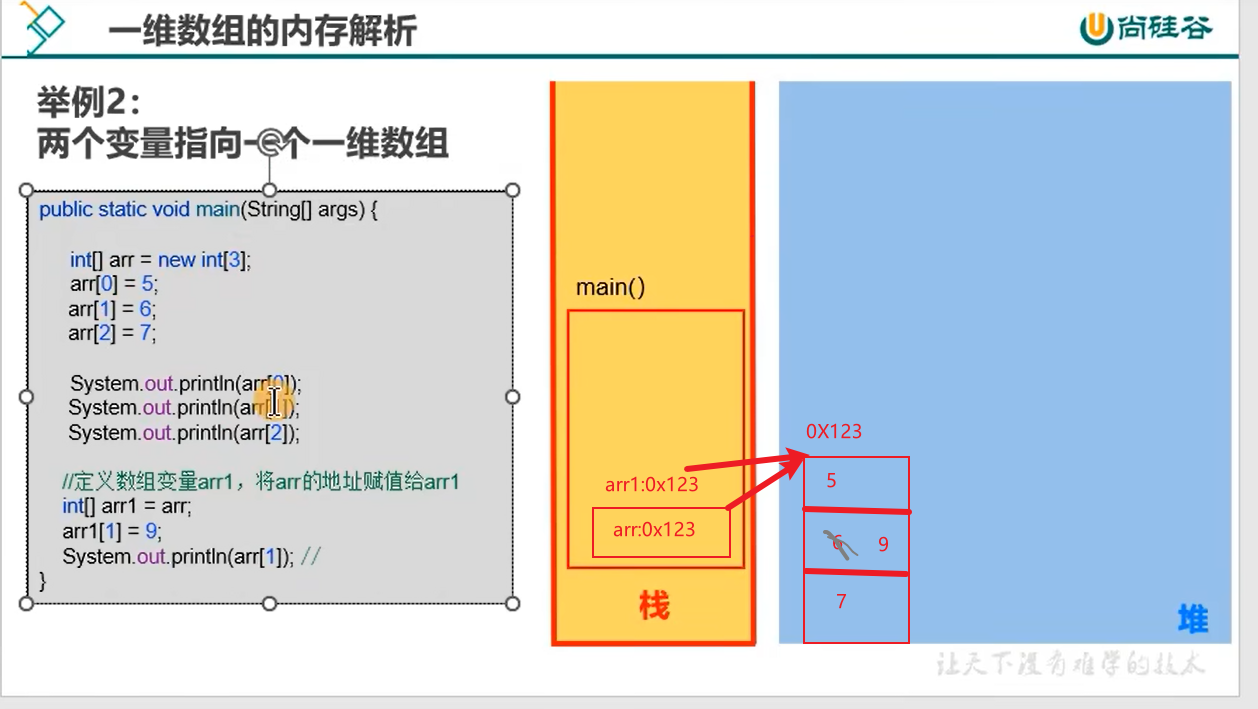 一维数组的内存解析
尚硅谷
举例2：
两个变量指向一个一维数组
public static void main(String[] args) {
int[] arr = new int[3];
arr[0] = 5;
arr[1] = 6;
arr[2] = 7;
System.out.println(arr[0]);
System.out.println(arr[1]);
System.out.println(arr[2]);
//定义数组变量arr1，将arr的地址赋值给arr1
int[] arr1 = arr;
arr1[1] = 9;
System.out.println(arr[1]); //
}
main()
arr1:0x123
arr:0x123
栈
0X123
5
6 9
7
堆
让天下没有难学的技术